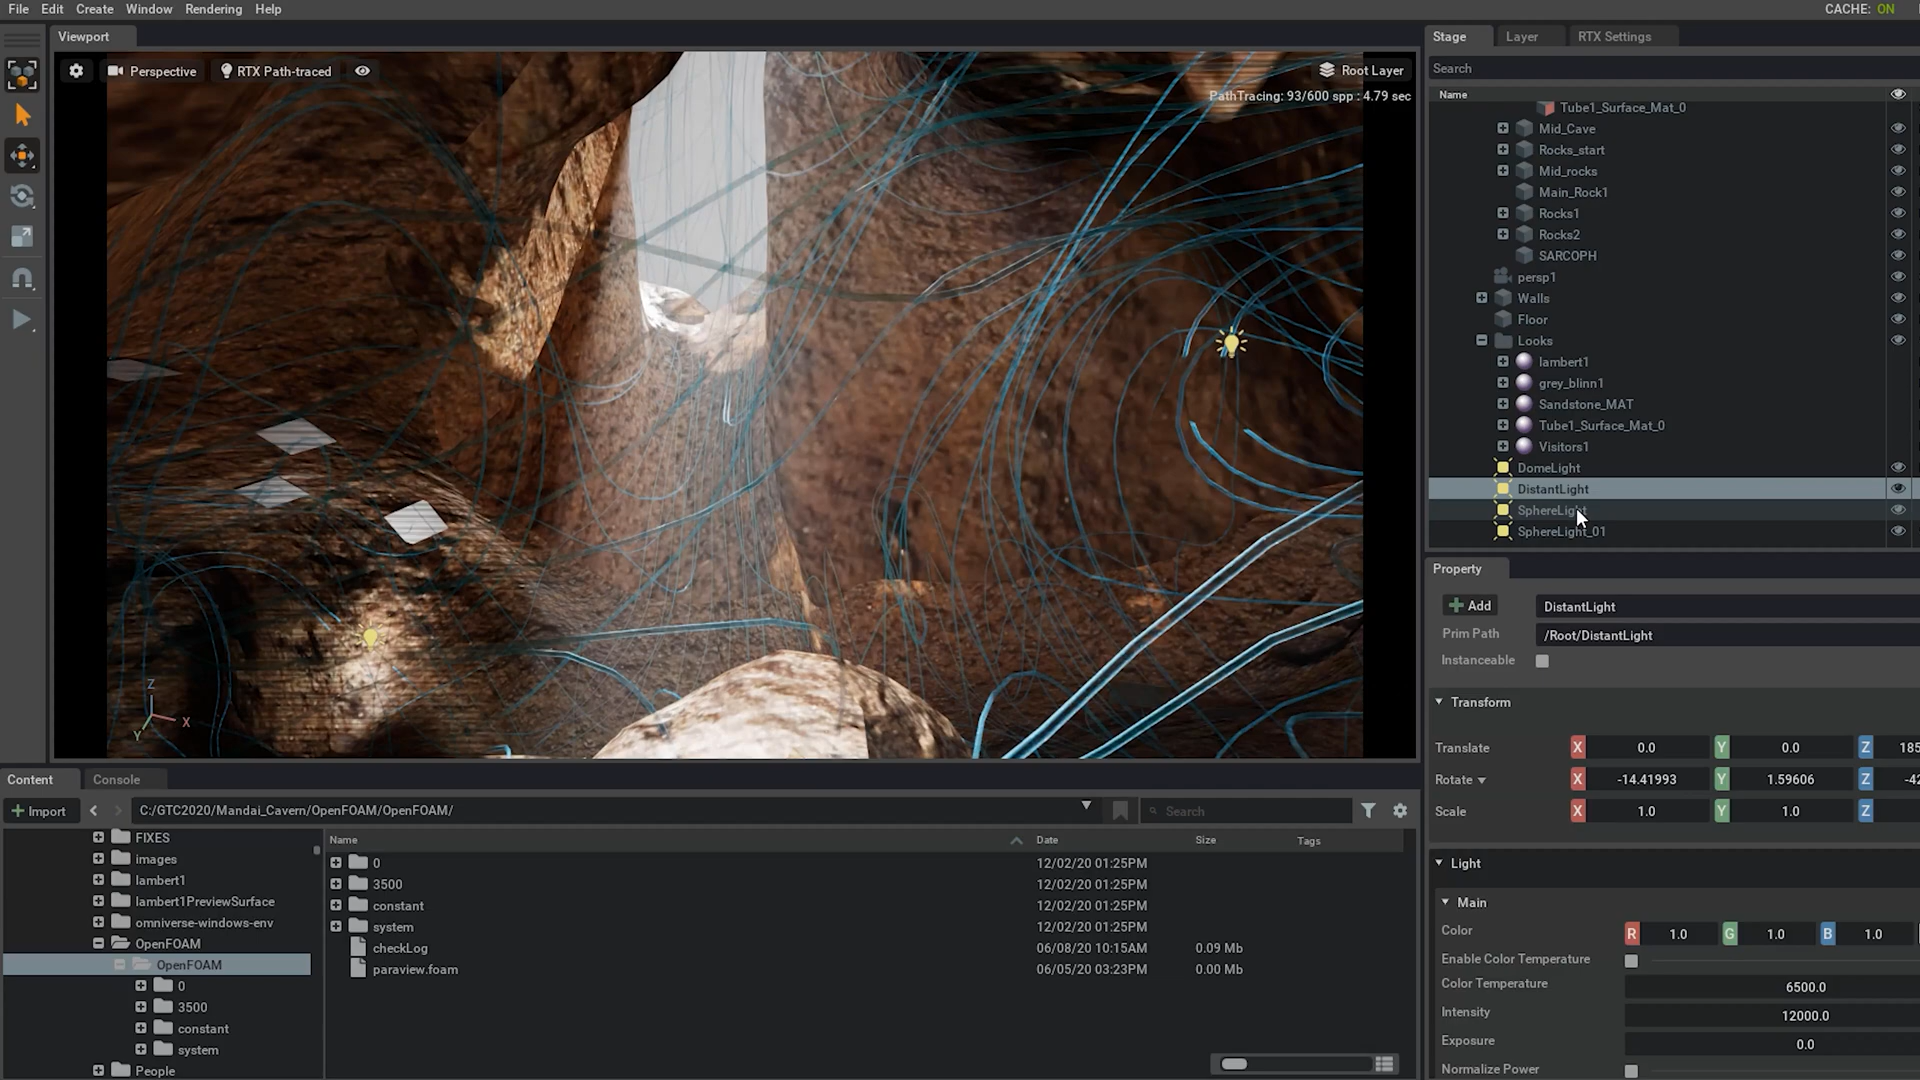 File Edit Create Window Rendering Help
CACHE: ON
Viewport
Stage Layer RTX Settings
Perspective RTX Path-traced
Root Layer
PathTracing: 93/600 spp : 4.79 sec
Search
Name
Tube1_Surface_Mat_0
Mid_Cave
Rocks_start
Mid_rocks
Main_Rock1
Rocks1
Rocks2
SARCOPH
persp1
Walls
Floor
Looks
lambert1
grey_blinn1
Sandstone_MAT
Tube1_Surface_Mat_0
Visitors1
DomeLight
DistantLight
SphereLight
SphereLight_01
Z
X
Y
Property
Add DistantLight
Prim Path /Root/DistantLight
Instanceable
Transform
Translate X 0.0 Y 0.0 Z 185
Rotate X -14.41993 Y 1.59606 Z -42
Scale X 1.0 Y 1.0 Z
Light
Main
Color R 1.0 G 1.0 B 1.0
Enable Color Temperature
Color Temperature 6500.0
Intensity 12000.0
Exposure 0.0
Normalize Power
Content Console
Import C:/GTC2020/Mandai_Cavern/OpenFOAM/OpenFOAM/ Search
FIXES
images
lambert1
lambert1PreviewSurface
omniverse-windows-env
OpenFOAM
OpenFOAM
0
3500
constant
system
People
Name Date Size Tags
0 12/02/20 01:25PM
3500 12/02/20 01:25PM
constant 12/02/20 01:25PM
system 12/02/20 01:25PM
checkLog 06/08/20 10:15AM 0.09 Mb
paraview.foam 06/05/20 03:23PM 0.00 Mb